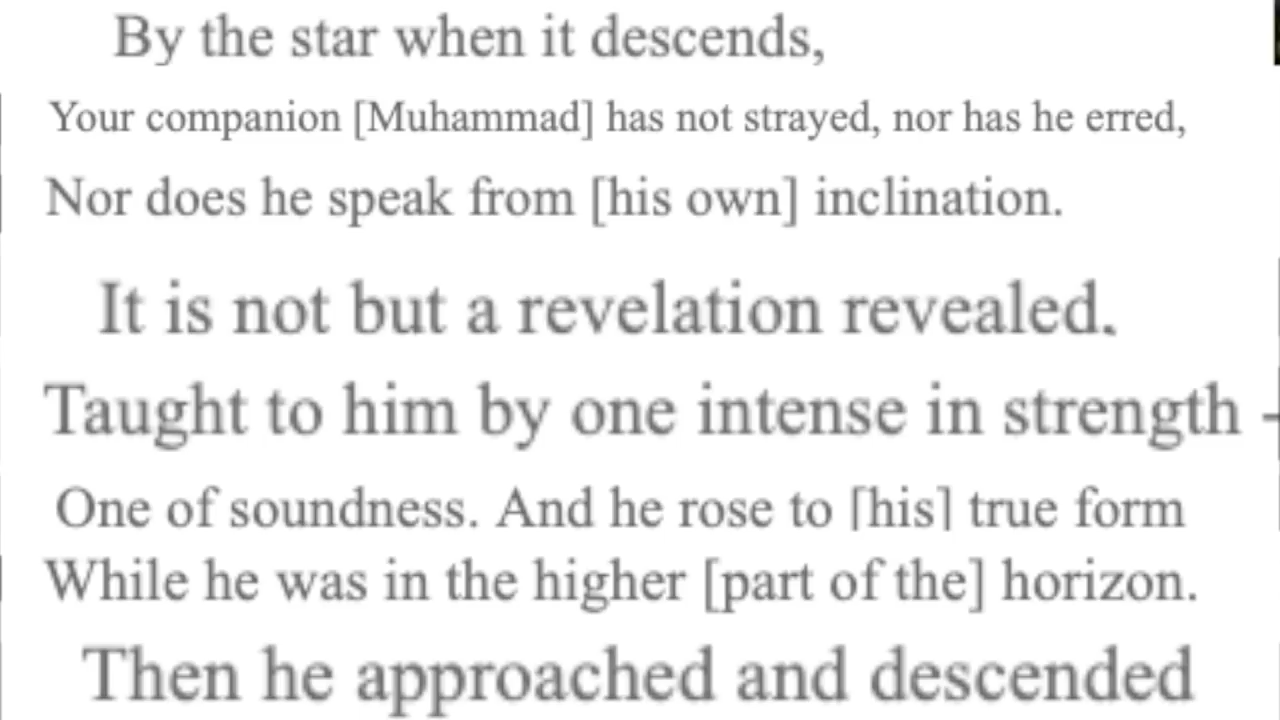 By the star when it descends,
Your companion [Muhammad] has not strayed, nor has he erred,
Nor does he speak from [his own] inclination.
It is not but a revelation revealed.
Taught to him by one intense in strength -
One of soundness. And he rose to [his] true form
While he was in the higher [part of the] horizon.
Then he approached and descended